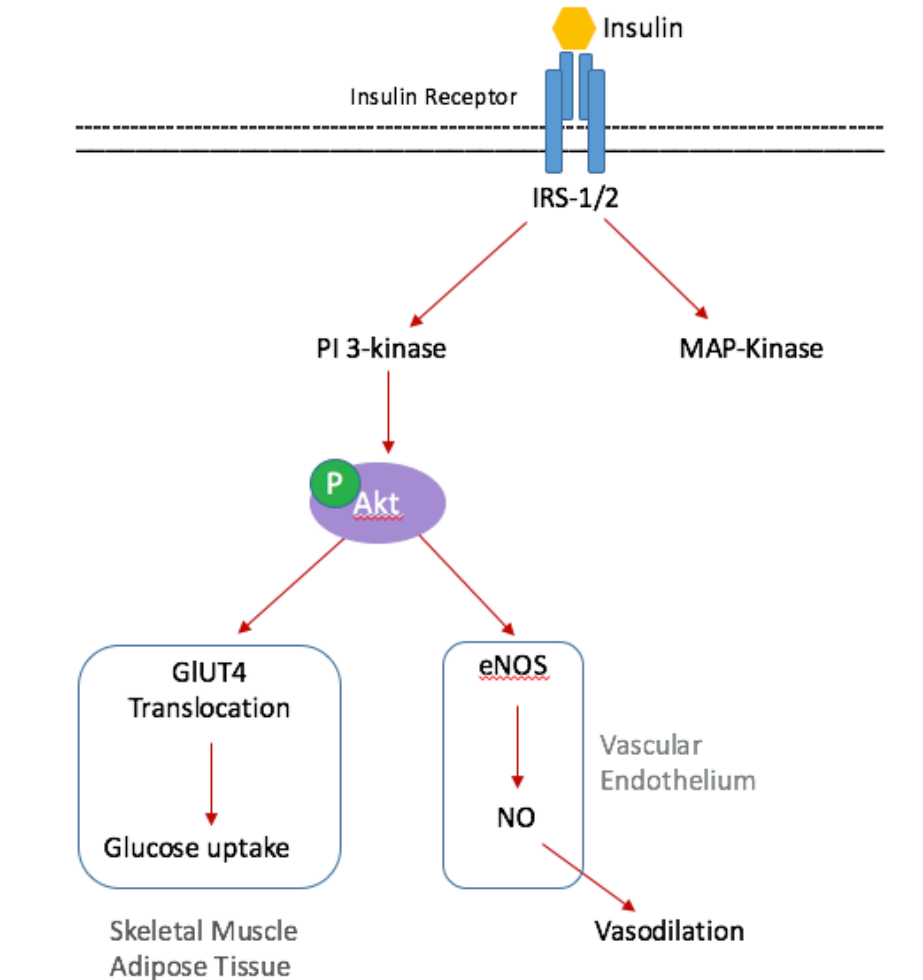 Insulin
Insulin Receptor
IRS-1/2
PI 3-kinase
MAP-Kinase
P
Akt
GlUT4
Translocation
Glucose uptake
eNOS
NO
Vascular
Endothelium
Vasodilation
Skeletal Muscle
Adipose Tissue